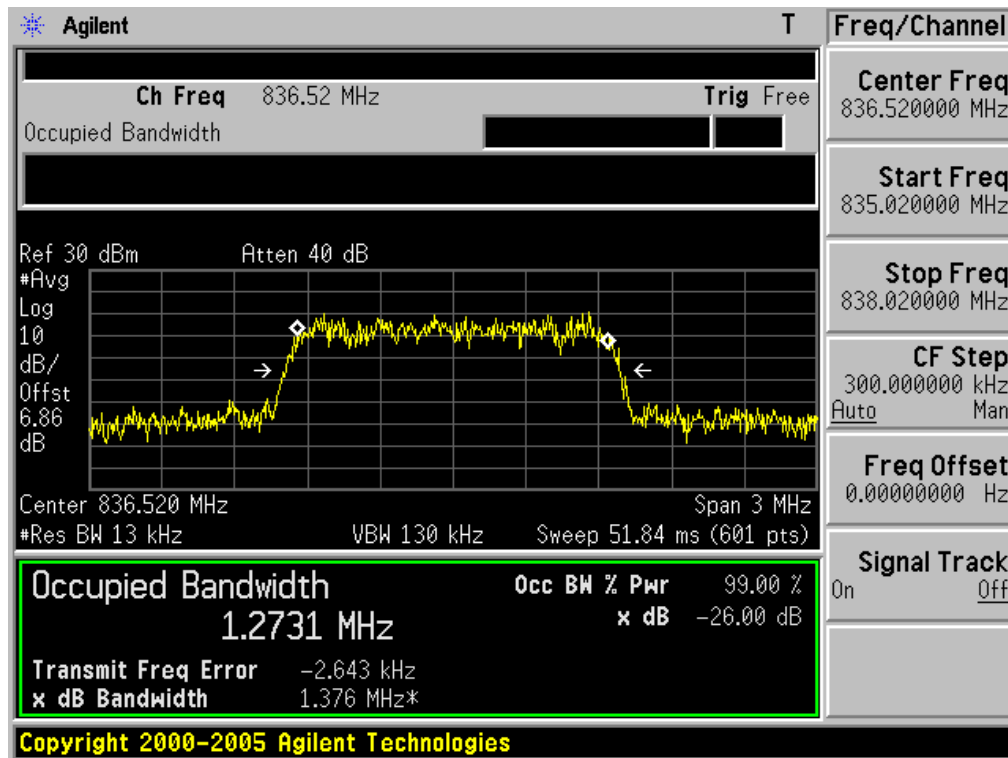 Agilent T Freq/Channel
Ch Freq 836.52 MHz Trig Free
Occupied Bandwidth
Center Freq
836.520000 MHz
Start Freq
835.020000 MHz
Stop Freq
838.020000 MHz
CF Step
300.000000 kHz
Auto Man
Freq Offset
0.00000000 Hz
Signal Track
On Off
Ref 30 dBm Atten 40 dB
#Avg
Log
10
dB/
Offst
6.86
dB
Center 836.520 MHz Span 3 MHz
#Res BW 13 kHz VBW 130 kHz Sweep 51.84 ms (601 pts)
Occupied Bandwidth Occ BW % Pwr 99.00 %
1.2731 MHz x dB -26.00 dB
Transmit Freq Error -2.643 kHz
x dB Bandwidth 1.376 MHz*
Copyright 2000-2005 Agilent Technologies